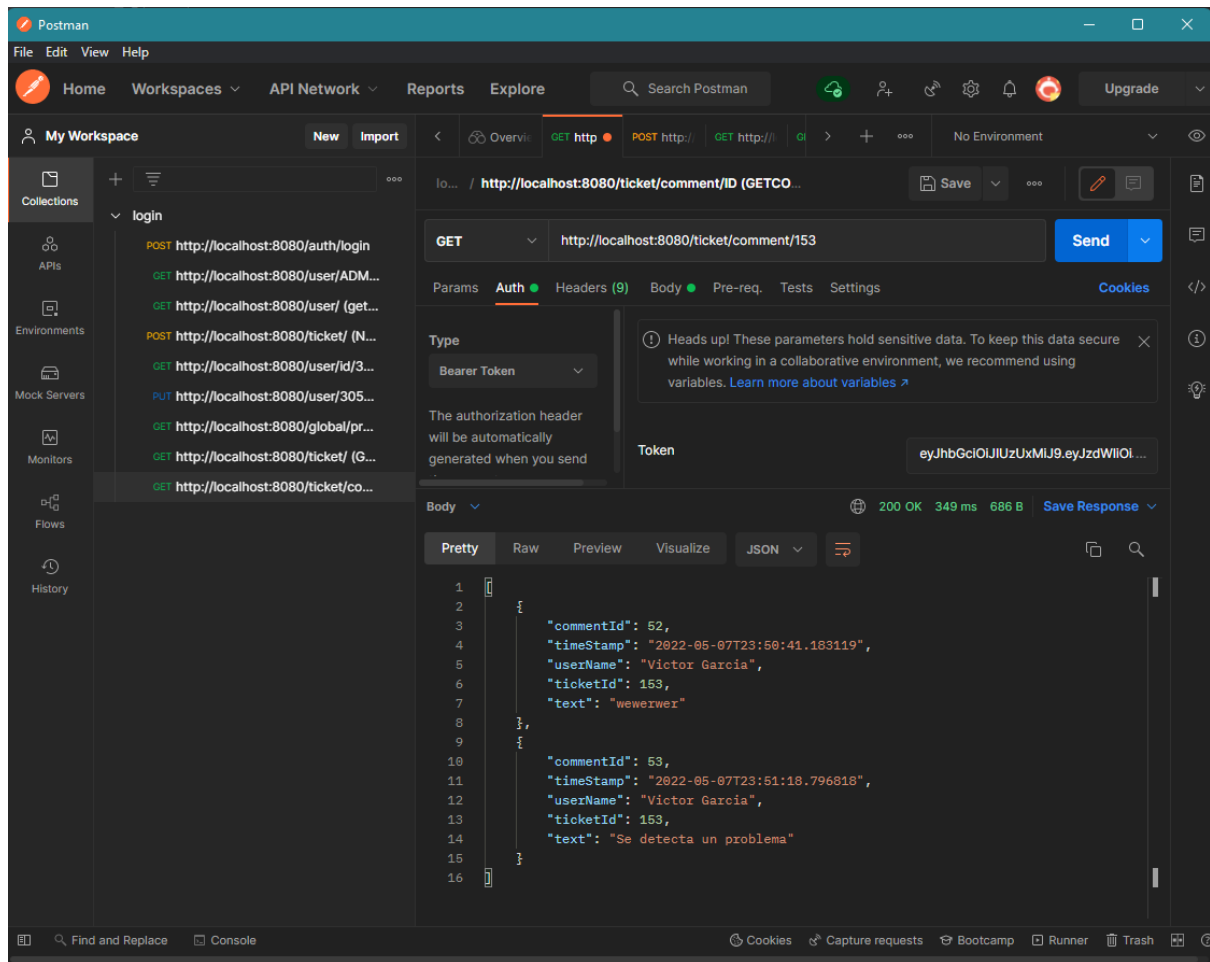 Postman
File Edit View Help
Home Workspaces API Network Reports Explore Search Postman Upgrade
My Workspace New Import
Overvie GET http POST http:/ GET http:// GI No Environment
Collections
APIs
Environments
Mock Servers
Monitors
Flows
History
login
POST http://localhost:8080/auth/login
GET http://localhost:8080/user/ADM...
GET http://localhost:8080/user/ (get...
POST http://localhost:8080/ticket/ (N...
GET http://localhost:8080/user/id/3...
PUT http://localhost:8080/user/305...
GET http://localhost:8080/global/pr...
GET http://localhost:8080/ticket/ (G...
GET http://localhost:8080/ticket/co...
lo... / http://localhost:8080/ticket/comment/ID (GETCO... Save
GET http://localhost:8080/ticket/comment/153 Send
Params Auth Headers (9) Body Pre-req. Tests Settings Cookies
Type
Bearer Token
The authorization header
will be automatically
generated when you send
Heads up! These parameters hold sensitive data. To keep this data secure
while working in a collaborative environment, we recommend using
variables. Learn more about variables
Token eyJhbGciOiJIUzUxMiJ9.eyJzdWIiOi...
Body 200 OK 349 ms 686 B Save Response
Pretty Raw Preview Visualize JSON
1 [
2 {
3 "commentId": 52,
4 "timeStamp": "2022-05-07T23:50:41.183119",
5 "userName": "Victor Garcia",
6 "ticketId": 153,
7 "text": "wewerwer"
8 },
9 {
10 "commentId": 53,
11 "timeStamp": "2022-05-07T23:51:18.796818",
12 "userName": "Victor Garcia",
13 "ticketId": 153,
14 "text": "Se detecta un problema"
15 }
16 ]
Find and Replace Console Cookies Capture requests Bootcamp Runner Trash